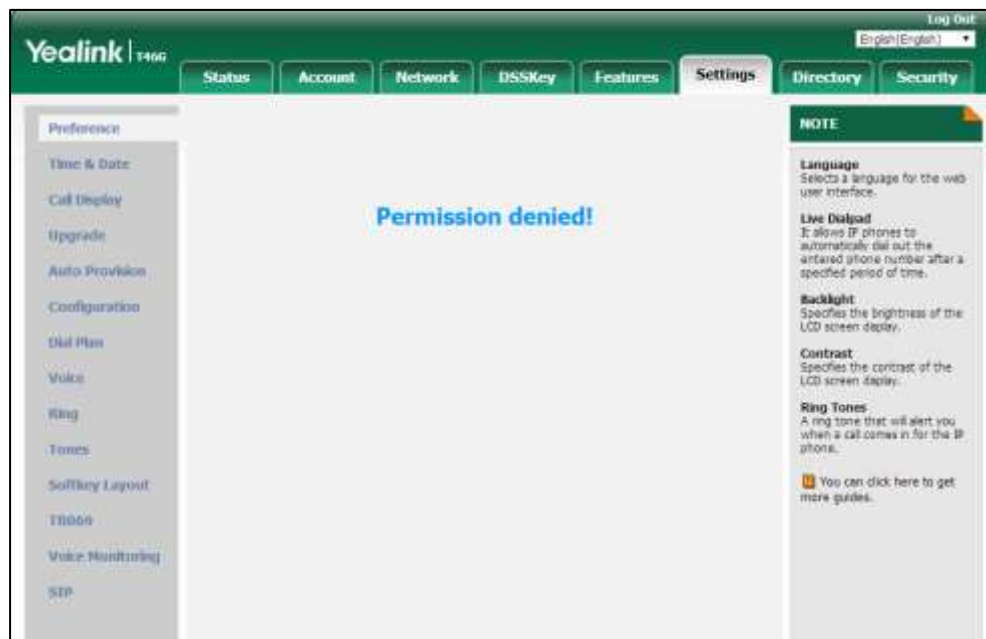 Log Out
Yealink T46G
English(English)
Status Account Network DSSKey Features Settings Directory Security
Preference
Time & Date
Call Display
Upgrade
Auto Provision
Configuration
Dial Plan
Voice
Ring
Tones
Softkey Layout
TR069
Voice Monitoring
SIP
Permission denied!
NOTE
Language
Selects a language for the web
user interface.
Live Dialpad
It allows IP phones to
automatically dial out the
entered phone number after a
specified period of time.
Backlight
Specifies the brightness of the
LCD screen display.
Contrast
Specifies the contrast of the
LCD screen display.
Ring Tones
A ring tone that will alert you
when a call comes in for the IP
phone.
You can click here to get
more guides.